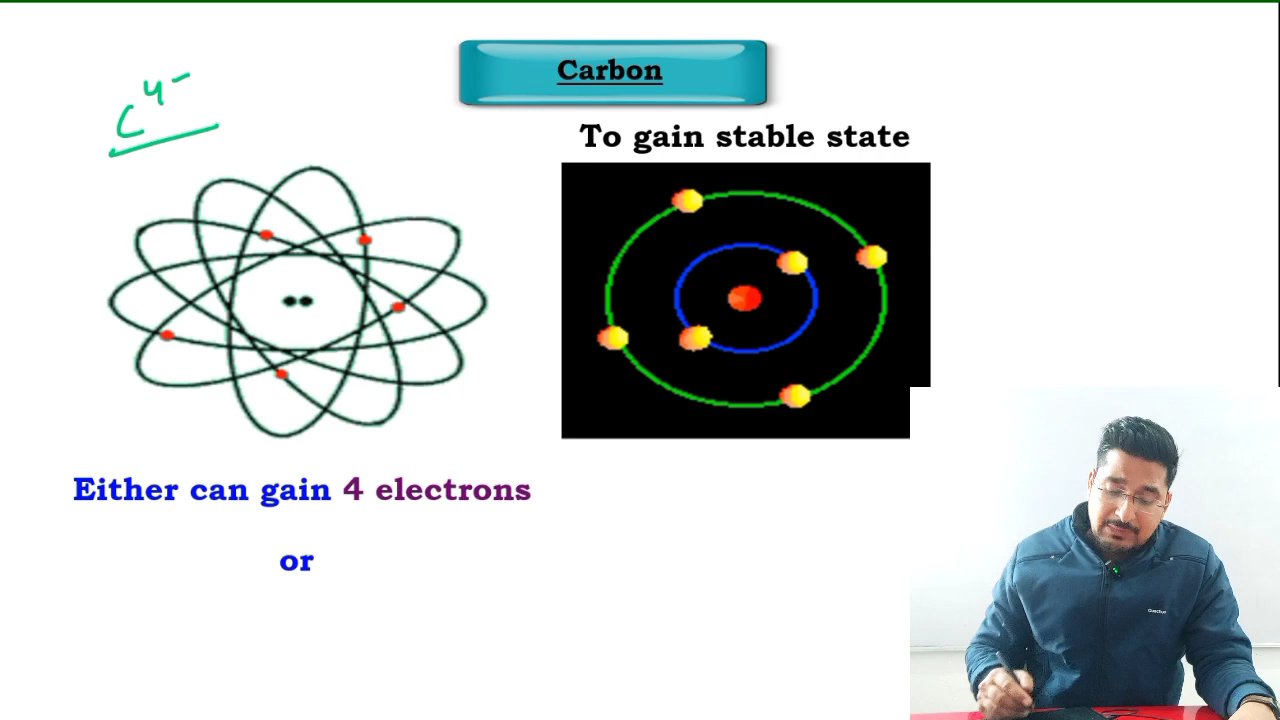 Carbon
C⁴⁻
To gain stable state
Either can gain 4 electrons
or